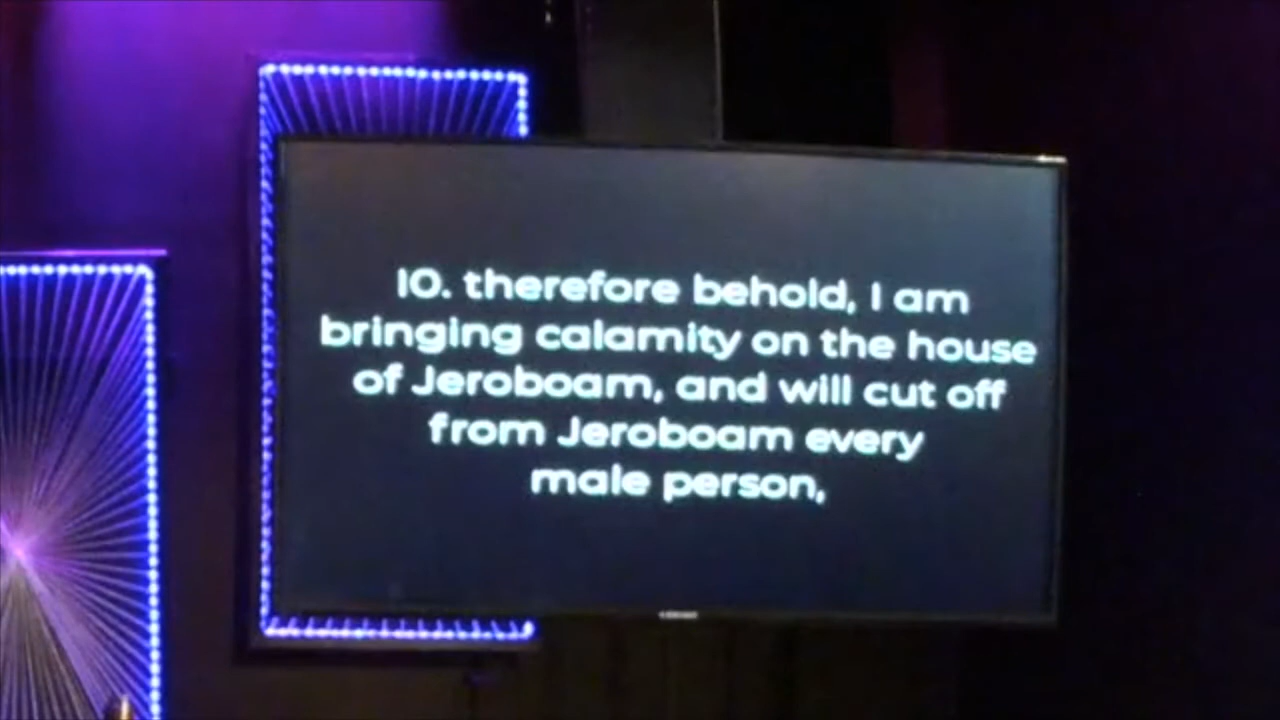 10. therefore behold, I am
bringing calamity on the house
of Jeroboam, and will cut off
from Jeroboam every
male person,